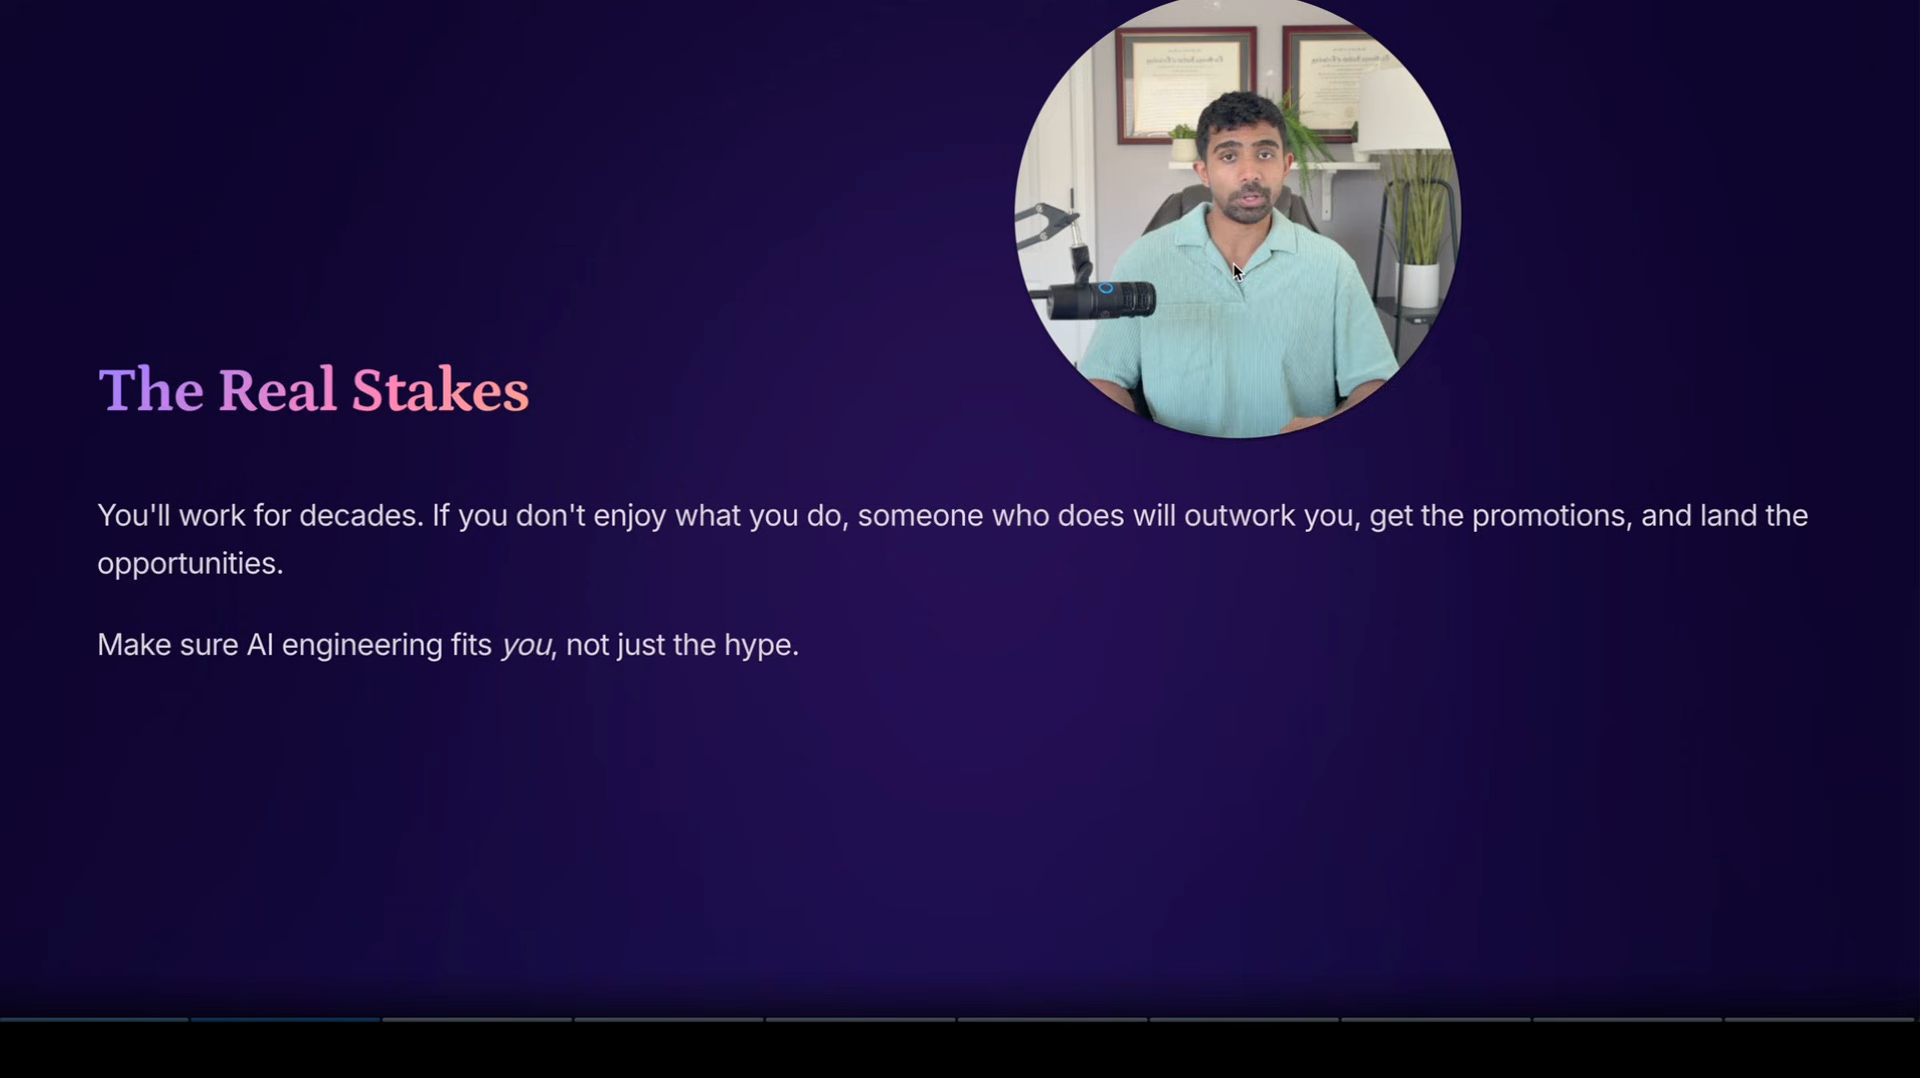 The Real Stakes
You'll work for decades. If you don't enjoy what you do, someone who does will outwork you, get the promotions, and land the
opportunities.
Make sure AI engineering fits you, not just the hype.